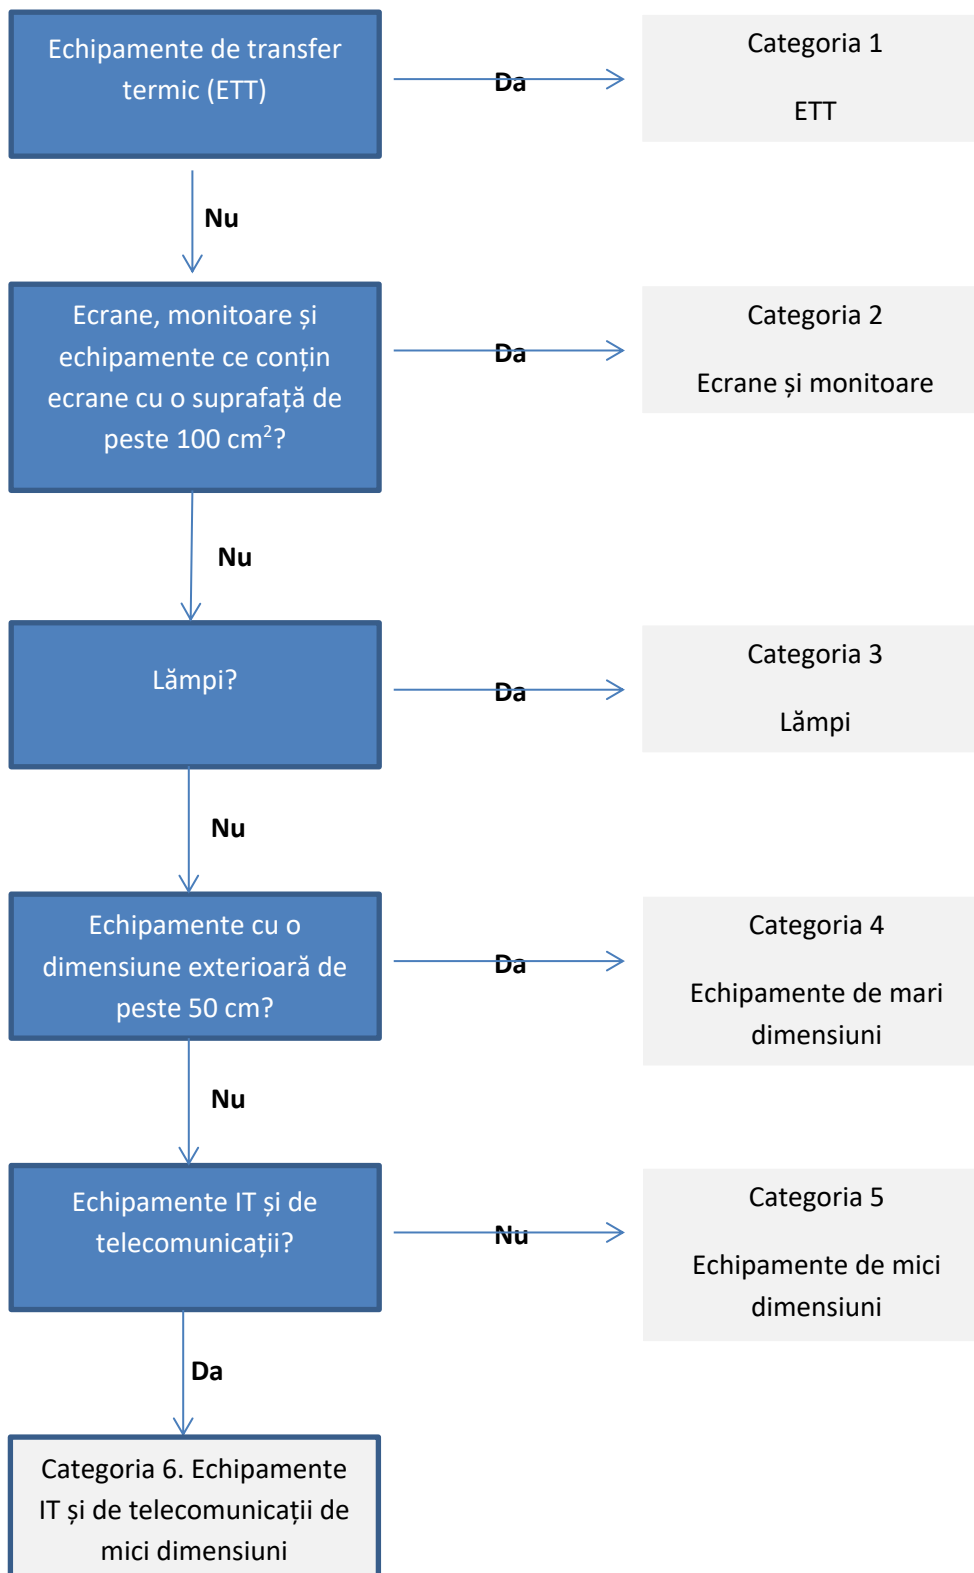 Echipamente de transfer
termic (ETT)
Da
Categoria 1
ETT
Nu
Ecrane, monitoare și
echipamente ce conțin
ecrane cu o suprafață de
peste 100 cm²?
Da
Categoria 2
Ecrane și monitoare
Nu
Lămpi?
Da
Categoria 3
Lămpi
Nu
Echipamente cu o
dimensiune exterioară de
peste 50 cm?
Da
Categoria 4
Echipamente de mari
dimensiuni
Nu
Echipamente IT și de
telecomunicații?
Nu
Categoria 5
Echipamente de mici
dimensiuni
Da
Categoria 6. Echipamente
IT și de telecomunicații de
mici dimensiuni